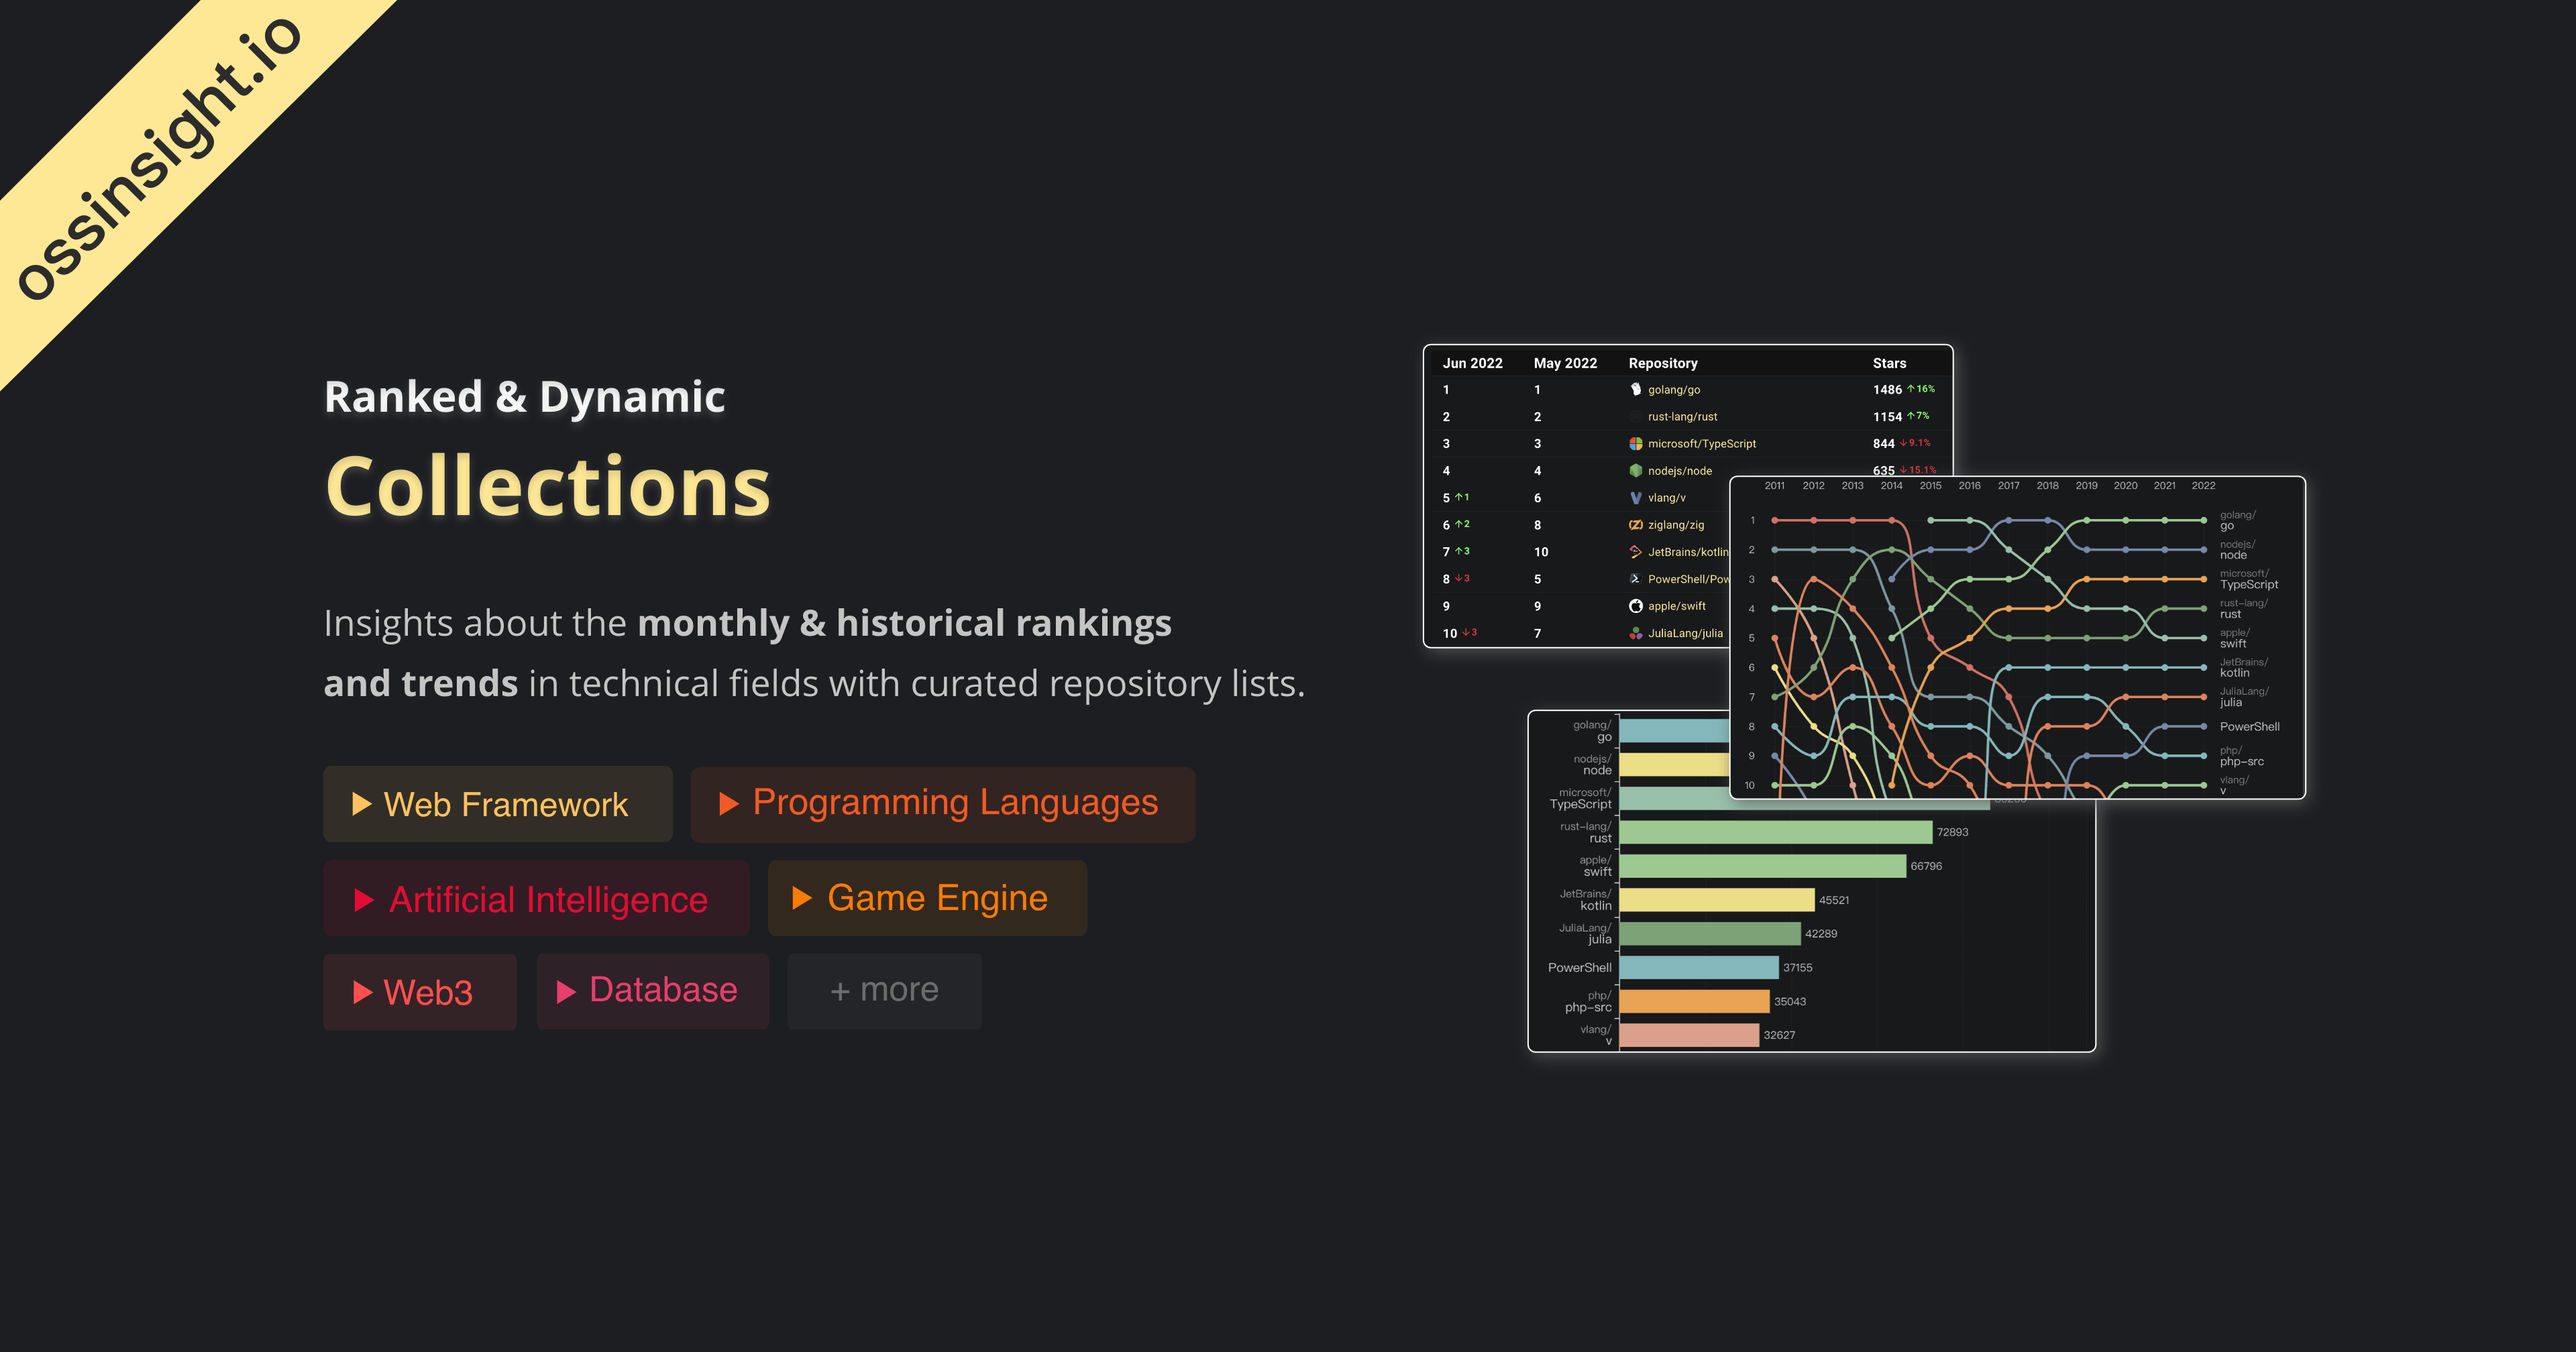 ossinsight.io
Ranked & Dynamic
Collections
Insights about the monthly & historical rankings
and trends in technical fields with curated repository lists.
Web Framework
Programming Languages
Artificial Intelligence
Game Engine
Web3
Database
+ more
Jun 2022 May 2022 Repository Stars
1 1 golang/go 1486 ↑16%
2 2 rust-lang/rust 1154 ↑7%
3 3 microsoft/TypeScript 844 ↓9.1%
4 4 nodejs/node 635 ↓15.1%
5 ↑1 6 vlang/v
6 ↑2 8 ziglang/zig
7 ↑3 10 JetBrains/kotlin
8 ↓3 5 PowerShell/Pow
9 9 apple/swift
10 ↓3 7 JuliaLang/julia
2011 2012 2013 2014 2015 2016 2017 2018 2019 2020 2021 2022
1 golang/
go
2 nodejs/
node
3 microsoft/
TypeScript
4 rust-lang/
rust
5 apple/
swift
6 JetBrains/
kotlin
7 JuliaLang/
julia
8 PowerShell
9 php/
php-src
10 vlang/
v
golang/
go
nodejs/
node
microsoft/
TypeScript
rust-lang/
rust 72893
apple/
swift 66796
JetBrains/
kotlin 45521
JuliaLang/
julia 42289
PowerShell 37155
php/
php-src 35043
vlang/
v 32627